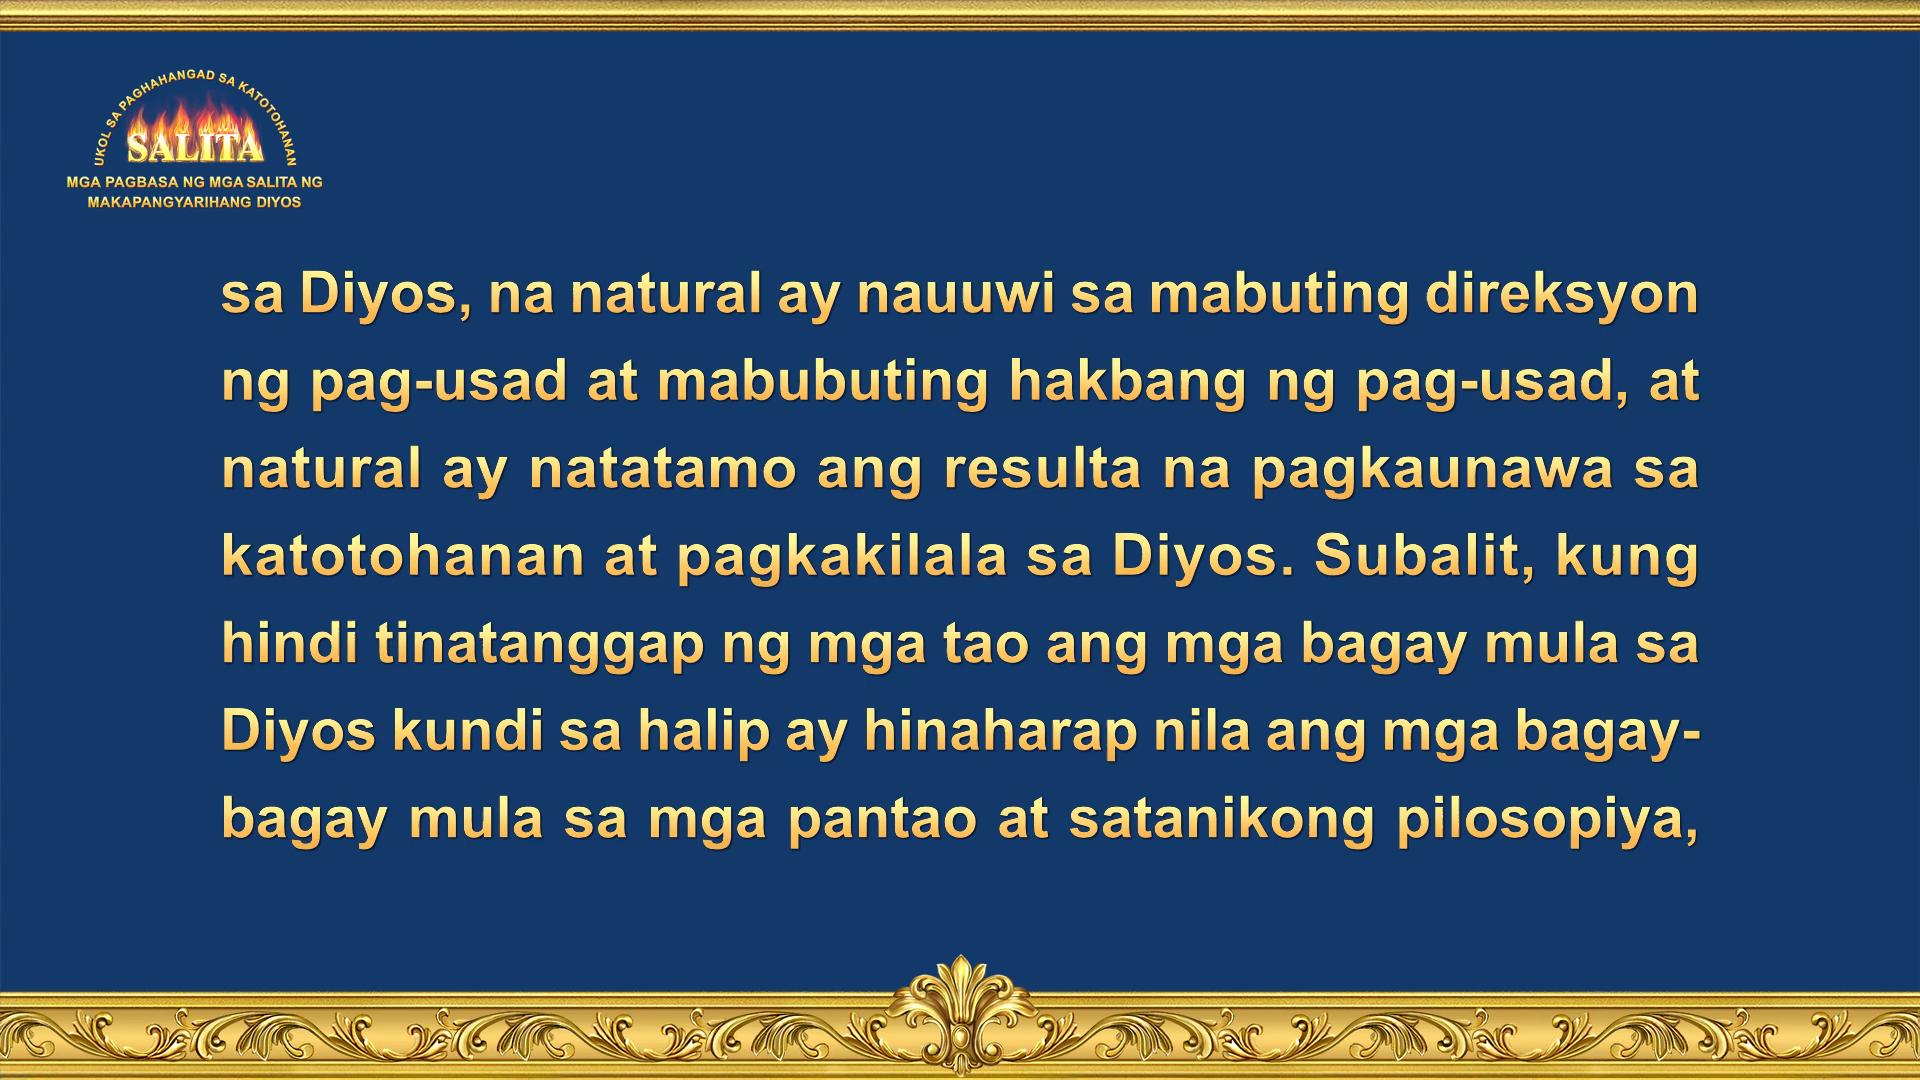 UKOL SA PAGHAHANGAD SA KATOTOHANAN
SALITA
MGA PAGBASA NG MGA SALITA NG
MAKAPANGYARIHANG DIYOS
sa Diyos, na natural ay nauuwi sa mabuting direksyon
ng pag-usad at mabubuting hakbang ng pag-usad, at
natural ay natatamo ang resulta na pagkaunawa sa
katotohanan at pagkakilala sa Diyos. Subalit, kung
hindi tinatanggap ng mga tao ang mga bagay mula sa
Diyos kundi sa halip ay hinaharap nila ang mga bagay-
bagay mula sa mga pantao at satanikong pilosopiya,